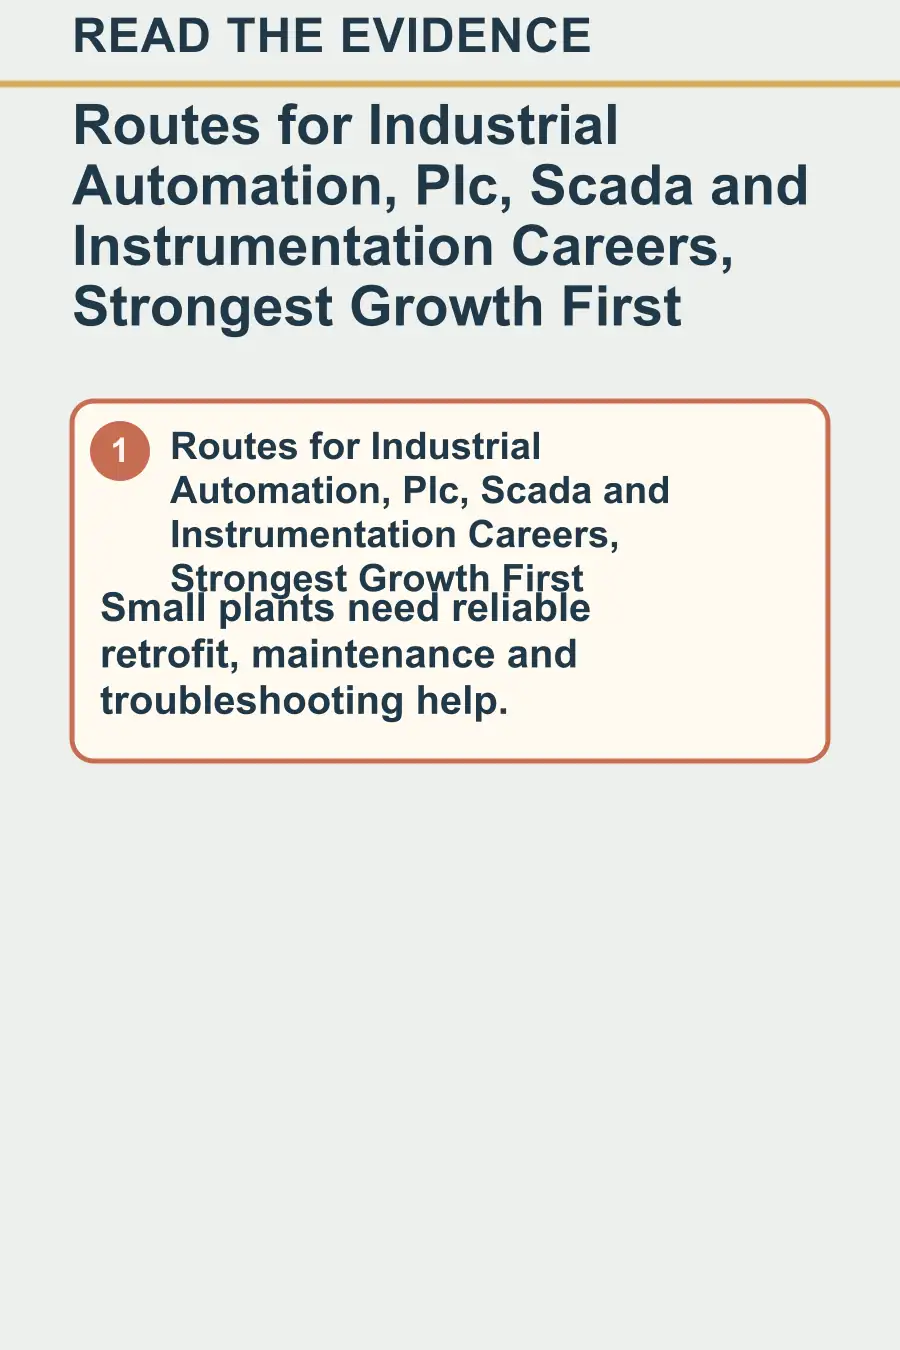 READ THE EVIDENCE
Routes for Industrial
Automation, Plc, Scada and
Instrumentation Careers,
Strongest Growth First
1
Routes for Industrial
Automation, Plc, Scada and
Instrumentation Careers,
Strongest Growth First
Small plants need reliable
retrofit, maintenance and
troubleshooting help.